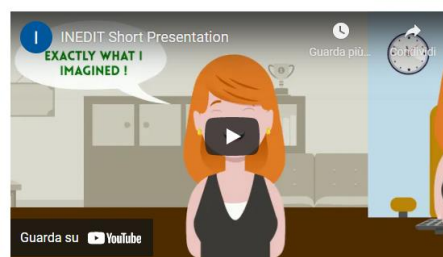 I
INEDIT Short Presentation
Guarda più...
Condividi
EXACTLY WHAT I
IMAGINED !
Guarda su YouTube